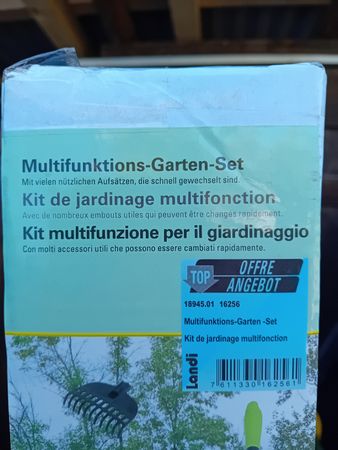 Multifunktions-Garten-Set
Mit vielen nützlichen Aufsätzen, die schnell gewechselt sind.
Kit de jardinage multifonction
Avec de nombreux embouts utiles qui peuvent être changés rapidement.
Kit multifunzione per il giardinaggio
Con molti accessori utili che possono essere cambiati rapidamente.
TOP
OFFRE
ANGEBOT
18945.01 16256
Multifunktions-Garten -Set
Kit de jardinage multifonction
Landi
7 611330 162561